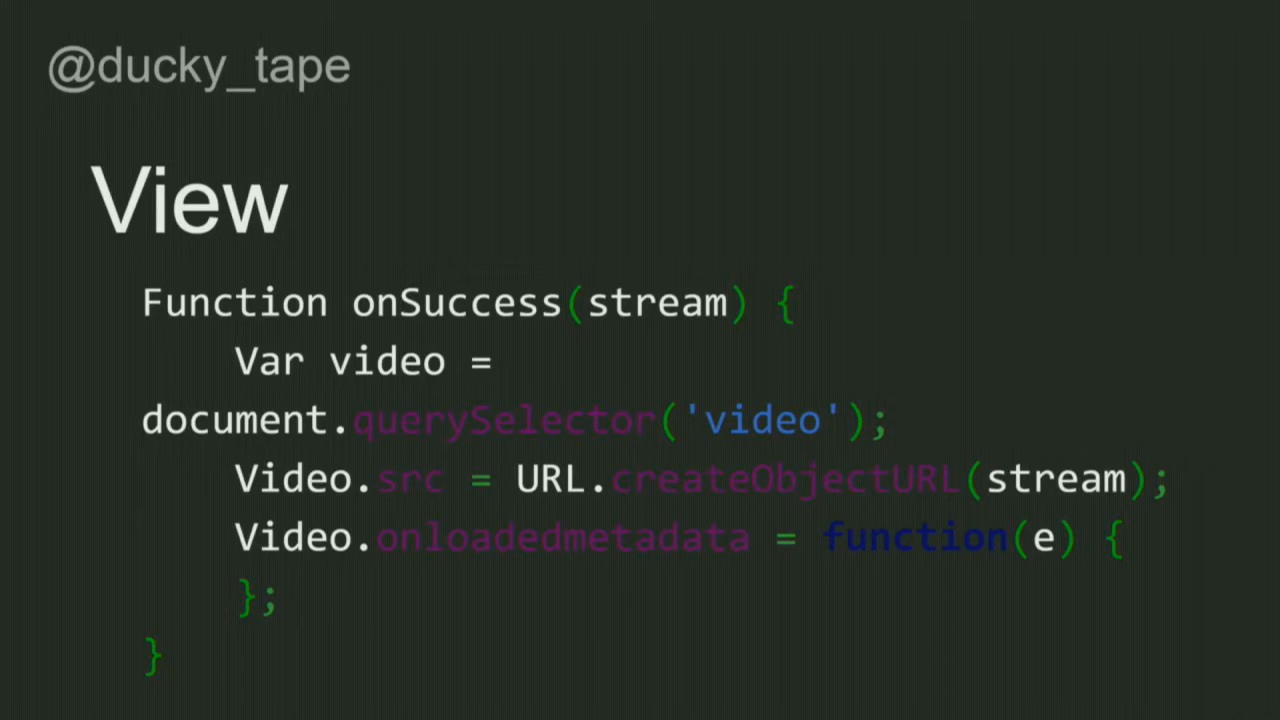 @ducky_tape
View
Function onSuccess(stream) {
Var video =
document.querySelector('video');
Video.src = URL.createObjectURL(stream);
Video.onloadedmetadata = function(e) {
};
}